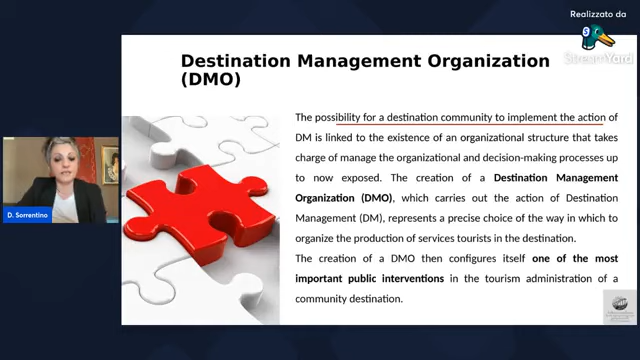 Realizzato da
StreamYard
Destination Management Organization
(DMO)
The possibility for a destination community to implement the action of
DM is linked to the existence of an organizational structure that takes
charge of manage the organizational and decision-making processes up
to now exposed. The creation of a Destination Management
Organization (DMO), which carries out the action of Destination
Management (DM), represents a precise choice of the way in which to
organize the production of services tourists in the destination.
The creation of a DMO then configures itself one of the most
important public interventions in the tourism administration of a
community destination.
D. Sorrentino